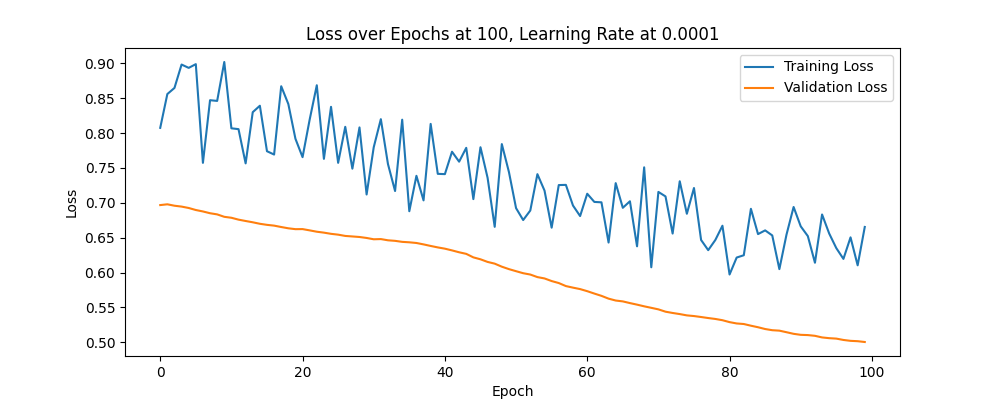 Loss over Epochs at 100, Learning Rate at 0.0001
Training Loss
Validation Loss
Loss
0.90
0.85
0.80
0.75
0.70
0.65
0.60
0.55
0.50
0 20 40 60 80 100
Epoch